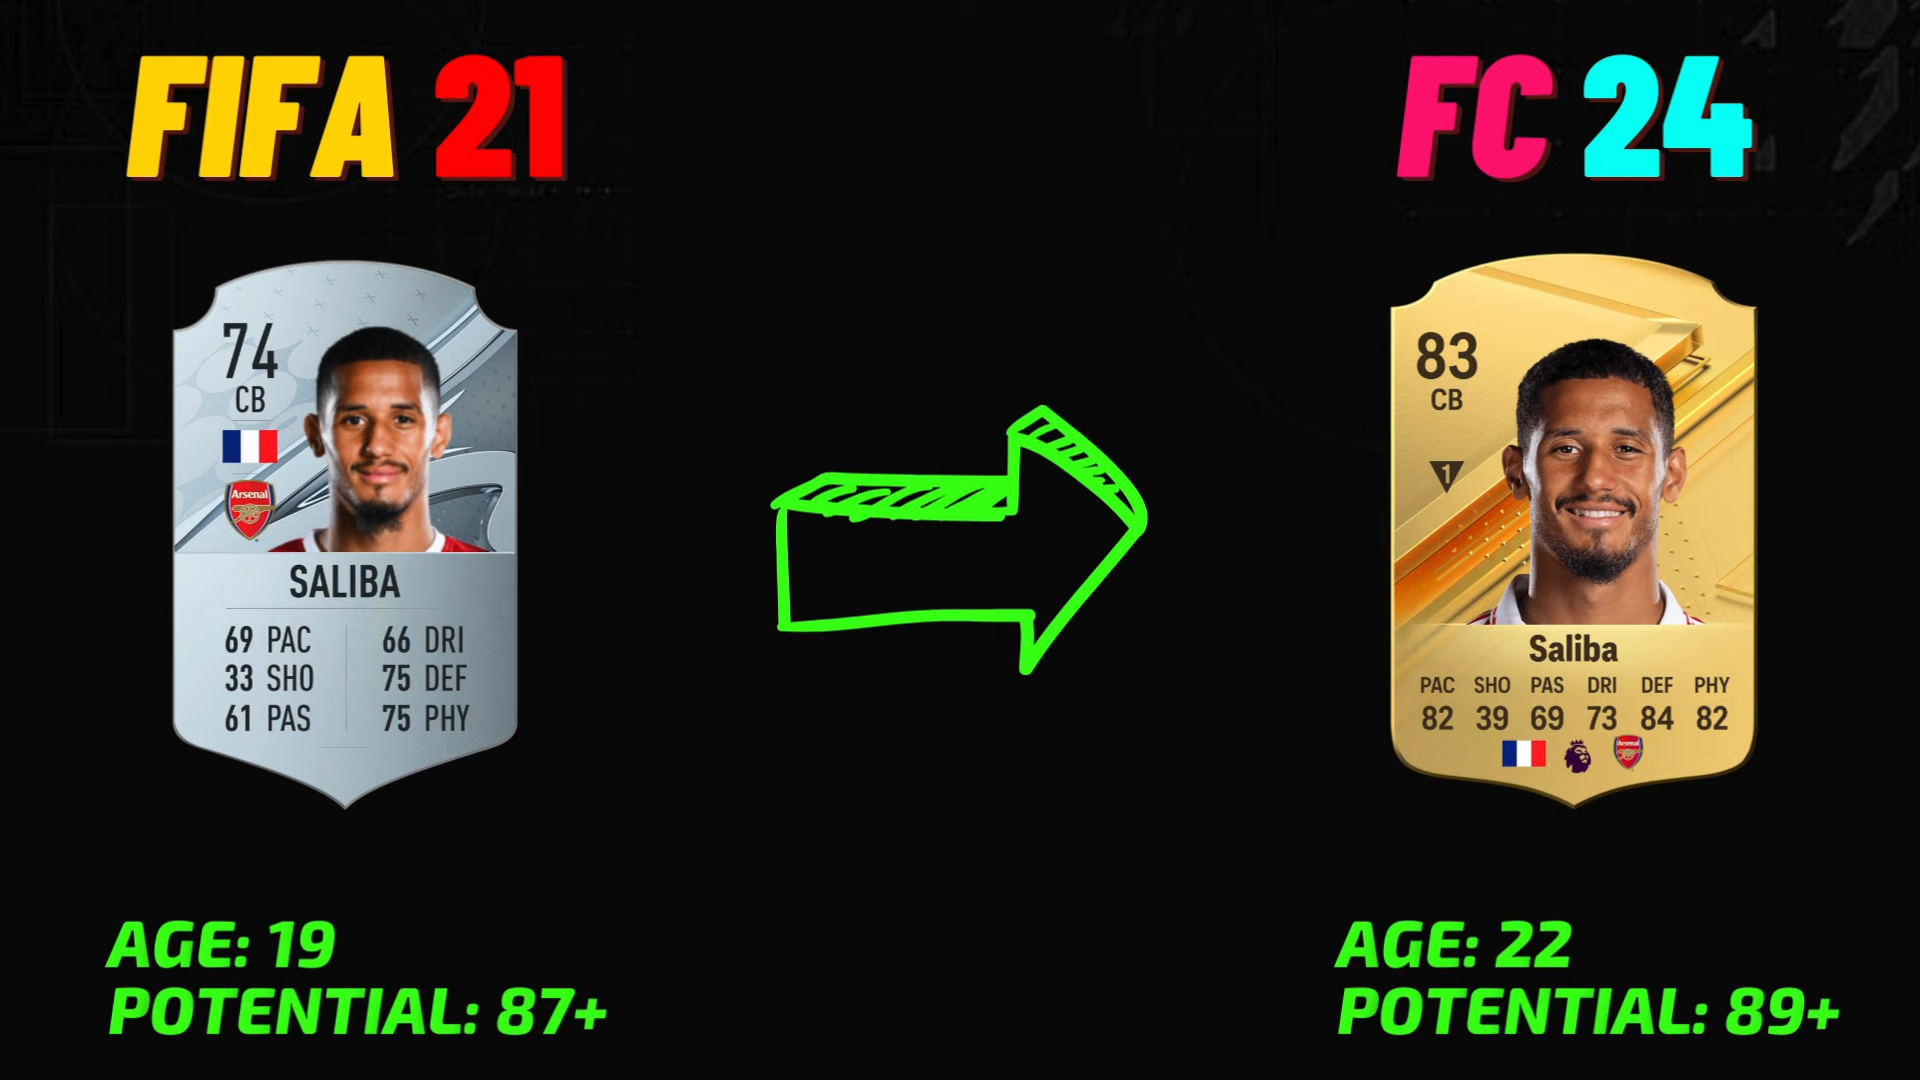 FIFA 21
FC 24
74
CB
Arsenal
SALIBA
69 PAC 66 DRI
33 SHO 75 DEF
61 PAS 75 PHY
83
CB
1
Saliba
PAC SHO PAS DRI DEF PHY
82 39 69 73 84 82
Arsenal
AGE: 19
POTENTIAL: 87+
AGE: 22
POTENTIAL: 89+